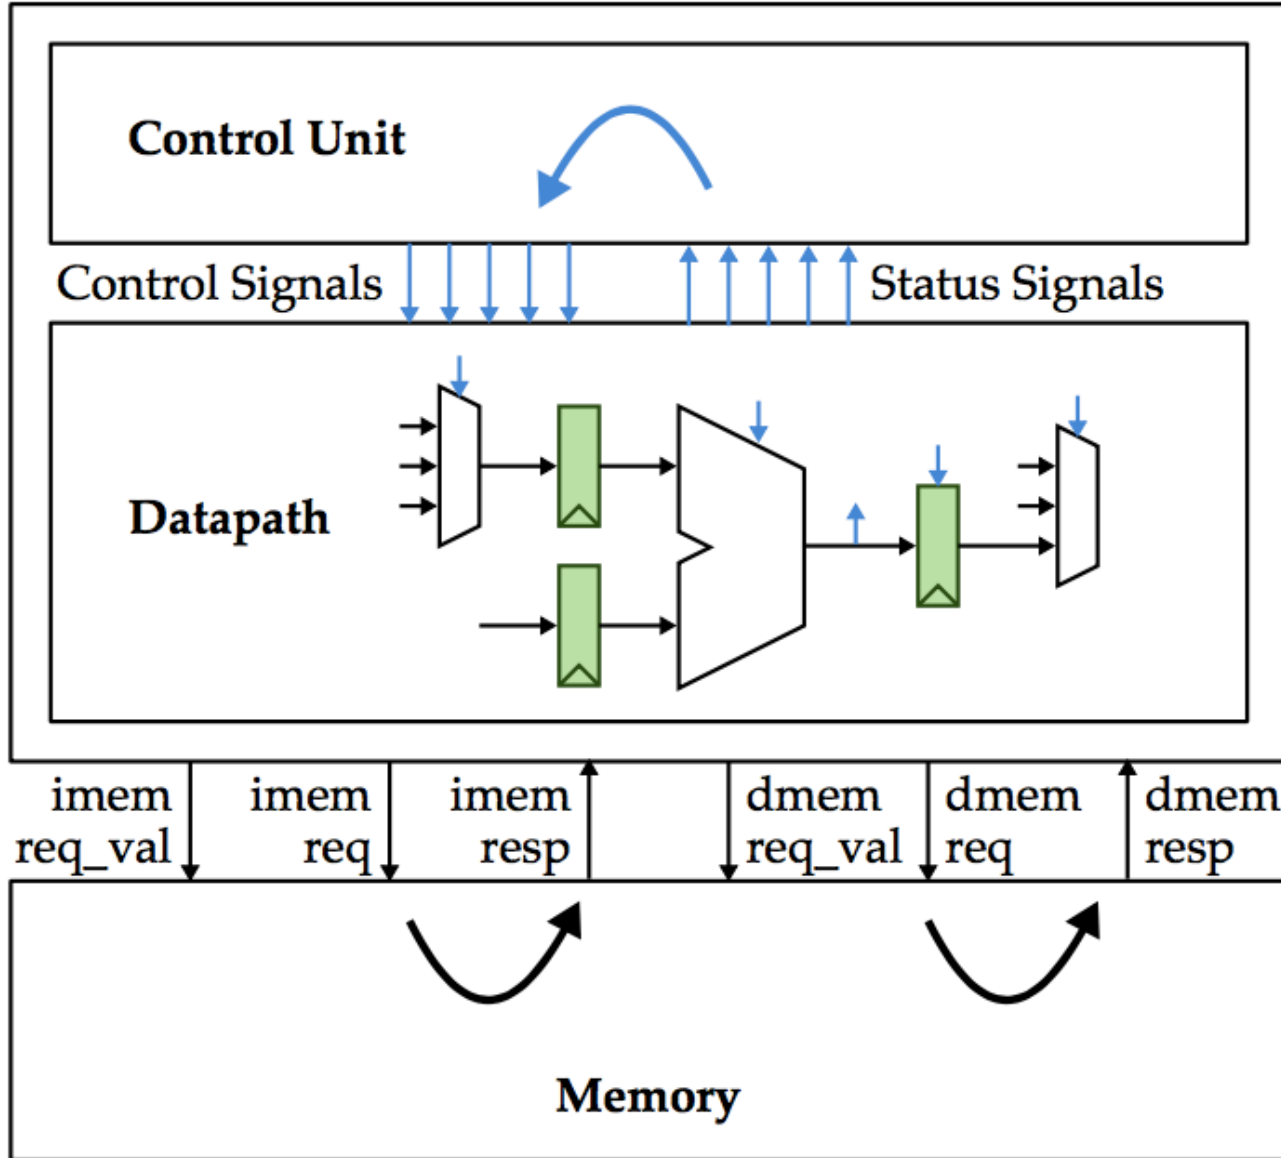 Control Unit
Control Signals
Status Signals
Datapath
imem
req_val
imem
req
imem
resp
dmem
req_val
dmem
req
dmem
resp
Memory